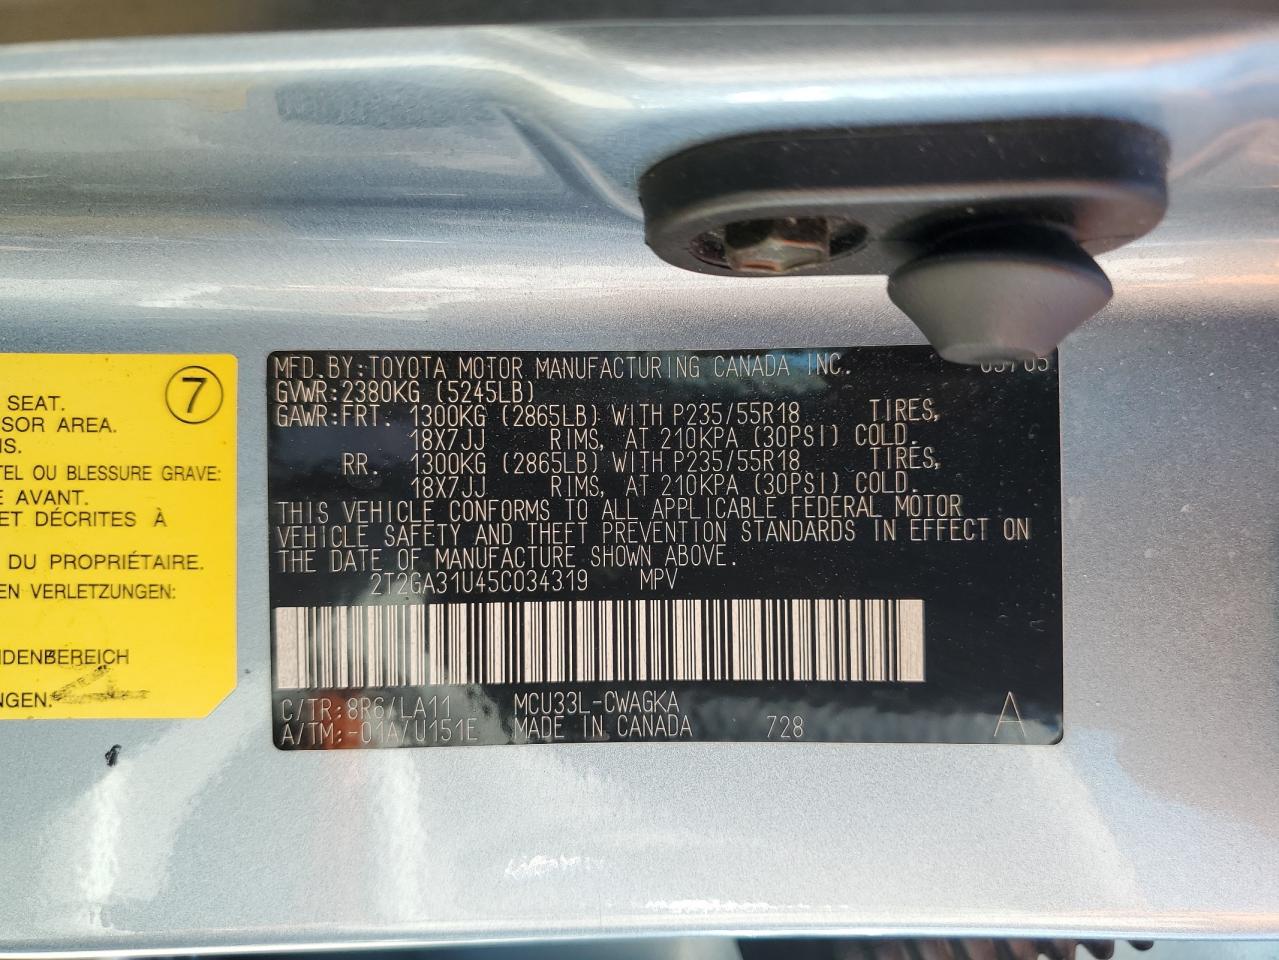 SEAT.
SOR AREA.
NS.
TEL OU BLESSURE GRAVE:
E AVANT.
ET DÉCRITES À
DU PROPRIÉTAIRE.
EN VERLETZUNGEN:
IDENBEREICH
NGEN.
7
MFD.BY:TOYOTA MOTOR MANUFACTURING CANADA INC.
GVWR:2380KG (5245LB)
GAWR:FRT. 1300KG (2865LB) WITH P235/55R18 TIRES,
18X7JJ RIMS, AT 210KPA (30PSI) COLD.
RR. 1300KG (2865LB) WITH P235/55R18 TIRES,
18X7JJ RIMS, AT 210KPA (30PSI) COLD.
THIS VEHICLE CONFORMS TO ALL APPLICABLE FEDERAL MOTOR
VEHICLE SAFETY AND THEFT PREVENTION STANDARDS IN EFFECT ON
THE DATE OF MANUFACTURE SHOWN ABOVE.
2T2GA31U45C034319 MPV
C/TR:8R6/LA11 MCU33L-CWAGKA
A/TM:-01A/U151E MADE IN CANADA 728 A